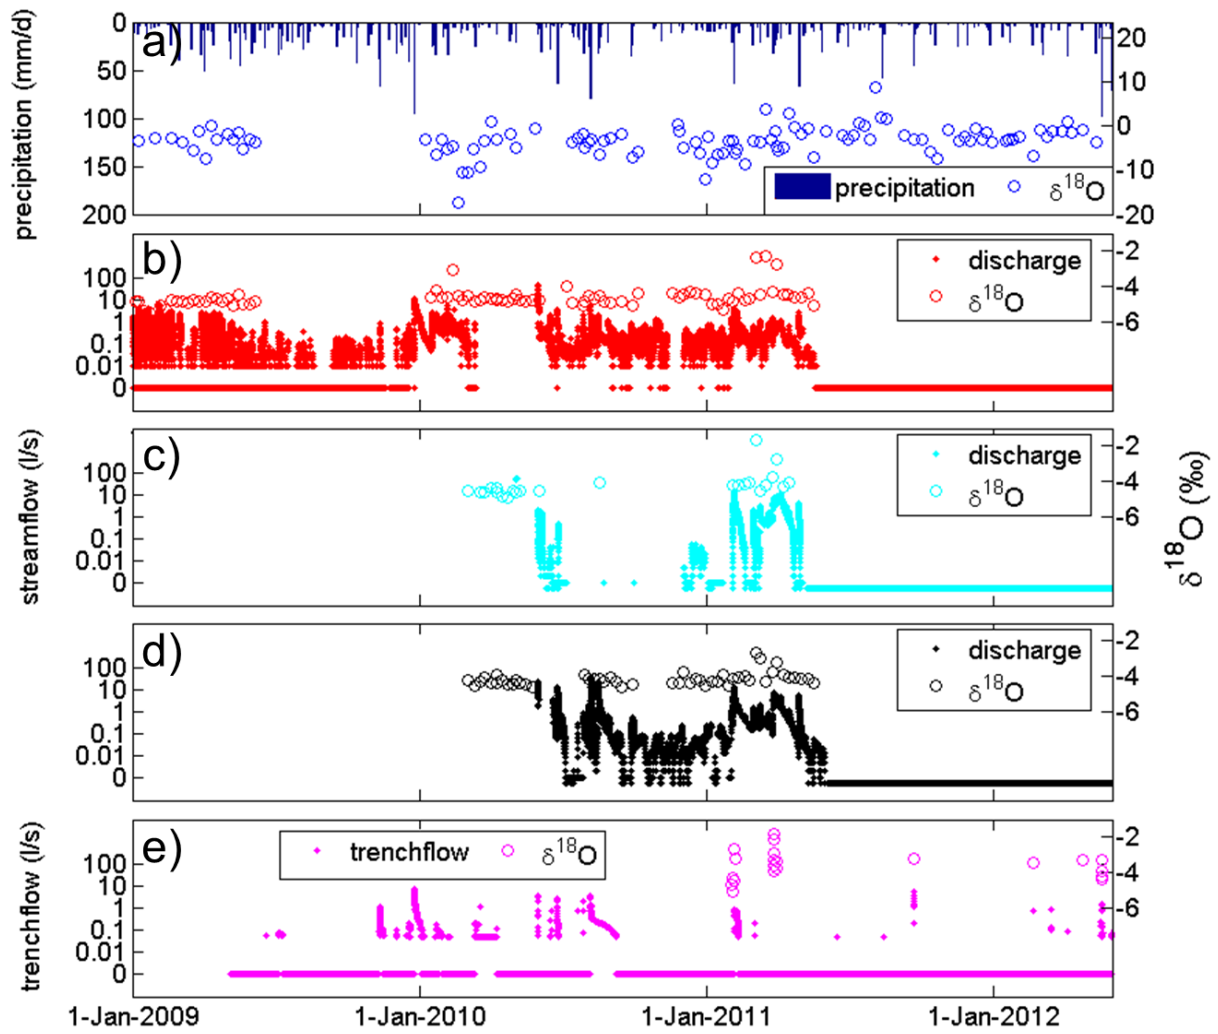 a)
precipitation (mm/d)
0
50
100
150
200
20
10
0
-10
-20
precipitation δ18O
b)
100
10
1
0.1
0.01
0
-2
-4
-6
discharge
δ18O
c)
streamflow (l/s)
100
10
1
0.1
0.01
0
-2
-4
-6
discharge
δ18O
δ18O (‰)
d)
100
10
1
0.1
0.01
0
-2
-4
-6
discharge
δ18O
e)
trenchflow (l/s)
100
10
1
0.1
0.01
0
-2
-4
-6
trenchflow δ18O
1-Jan-2009 1-Jan-2010 1-Jan-2011 1-Jan-2012